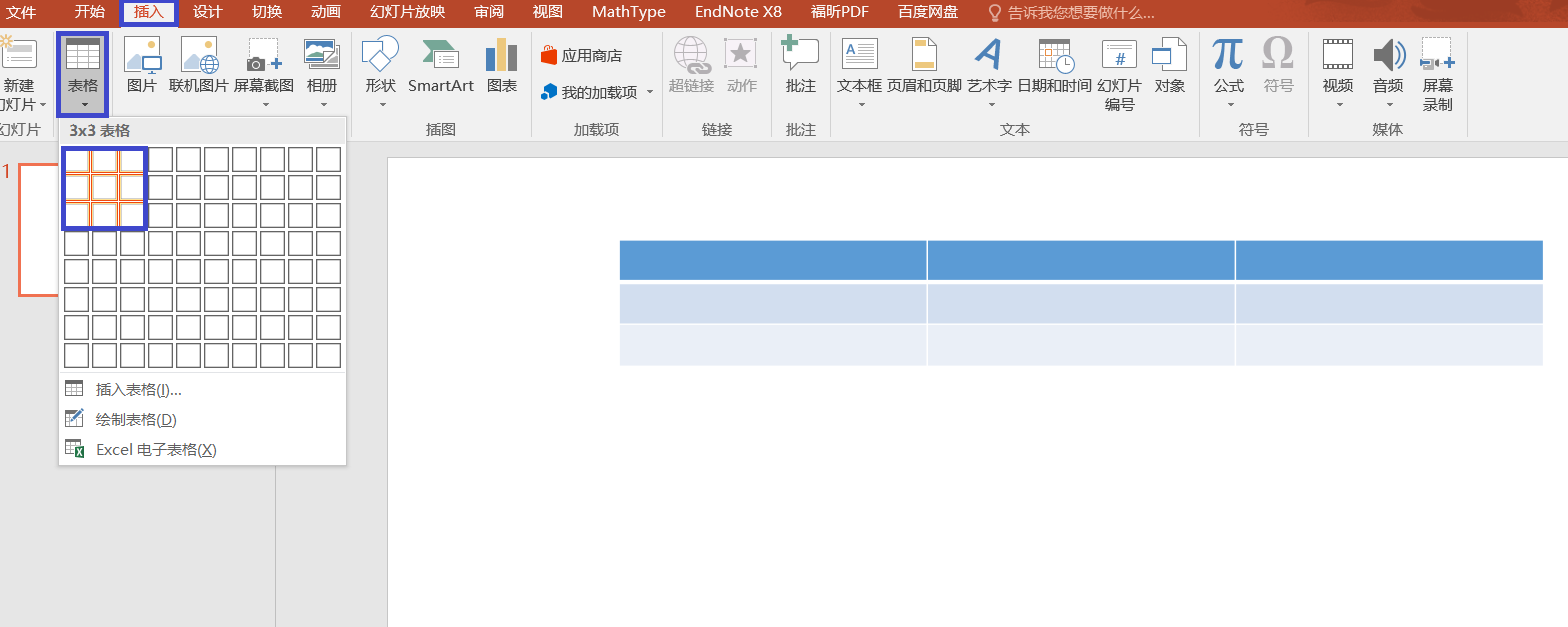 文件 开始 插入 设计 切换 动画 幻灯片放映 审阅 视图 MathType EndNote X8 福昕PDF 百度网盘 告诉我您想要做什么...
新建 表格 图片 联机图片 屏幕截图 相册 形状 SmartArt 图表 应用商店 超链接 动作 批注 文本框 页眉和页脚 艺术字 日期和时间 幻灯片 对象 公式 符号 视频 音频 屏幕
幻灯片 我的加载项 编号 录制
幻灯片 插图 加载项 链接 批注 文本 符号 媒体
3x3 表格
1
插入表格(I)...
绘制表格(D)
Excel 电子表格(X)